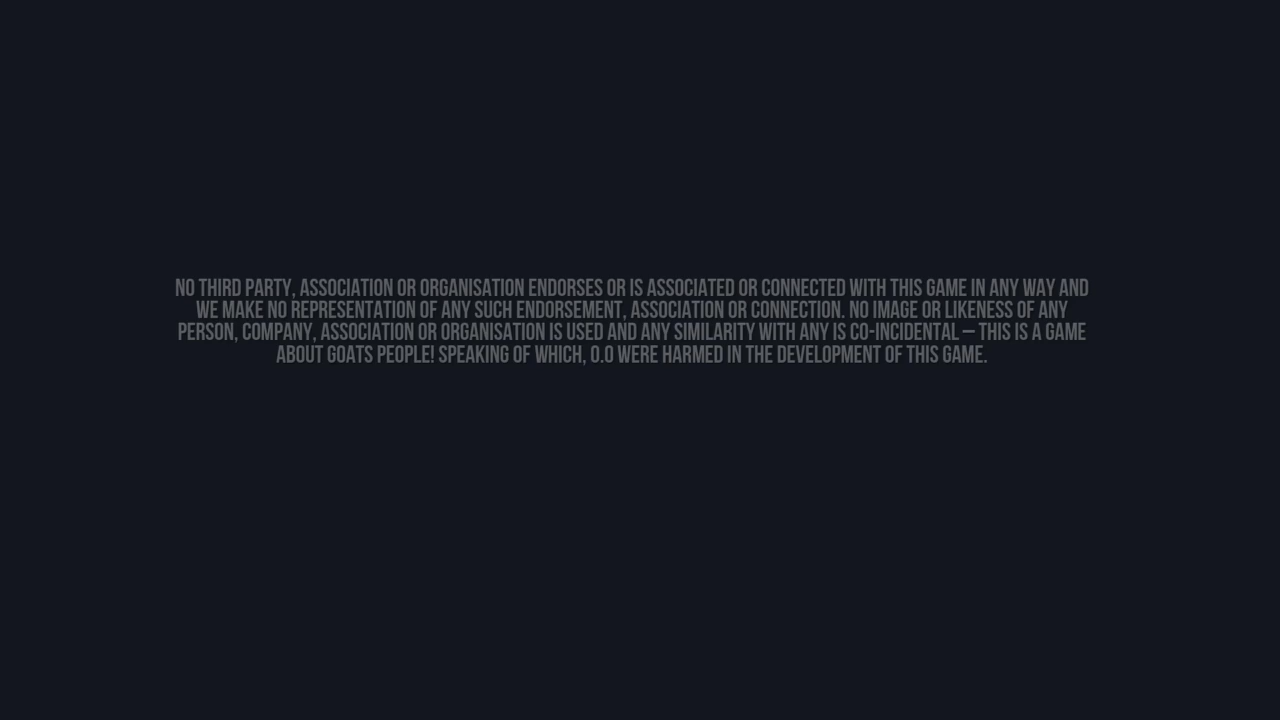 NO THIRD PARTY, ASSOCIATION OR ORGANISATION ENDORSES OR IS ASSOCIATED OR CONNECTED WITH THIS GAME IN ANY WAY AND
WE MAKE NO REPRESENTATION OF ANY SUCH ENDORSEMENT, ASSOCIATION OR CONNECTION. NO IMAGE OR LIKENESS OF ANY
PERSON, COMPANY, ASSOCIATION OR ORGANISATION IS USED AND ANY SIMILARITY WITH ANY IS CO-INCIDENTAL – THIS IS A GAME
ABOUT GOATS PEOPLE! SPEAKING OF WHICH, 0.0 WERE HARMED IN THE DEVELOPMENT OF THIS GAME.